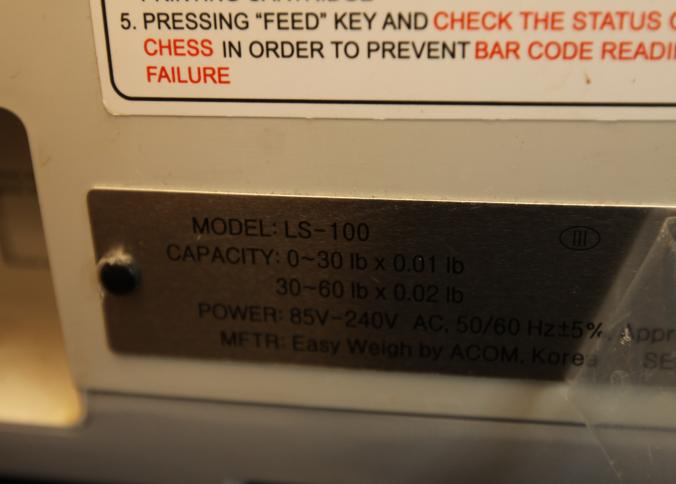 5. PRESSING "FEED" KEY AND CHECK THE STATUS
CHESS IN ORDER TO PREVENT BAR CODE
FAILURE
MODEL: LS-100
III
CAPACITY: 0~30 lb x 0.01 lb
30~60 lb x 0.02 lb
POWER: 85V-240V AC, 50/60 Hz±5%,
MFTR: Easy Weigh by ACOM, Korea